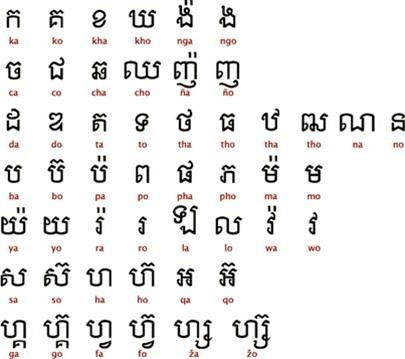 ក គ ខ ឃ ង៉ ង
ka ko kha kho nga ngo
ច ជ ឆ ឈ ញ៉ ញ
ca co cha cho ña ño
ដ ឌ ត ទ ថ ធ ឋ ឍ ណ ន
da do ta to tha tho tha tho na no
ប ប៊ ប៉ ព ផ ភ ម៉ ម
ba bo pa po pha pho ma mo
យ៉ យ រ៉ រ ឡ ល វ៉ វ
ya yo ra ro la lo wa wo
ស ស៊ ហ ហ៊ អ អ៊
sa so ha ho qa qo
ហ្គ ហ្គ៊ ហ្វ ហ្វ៊ ហ្ស ហ្ស៊
ga go fa fo ža žo